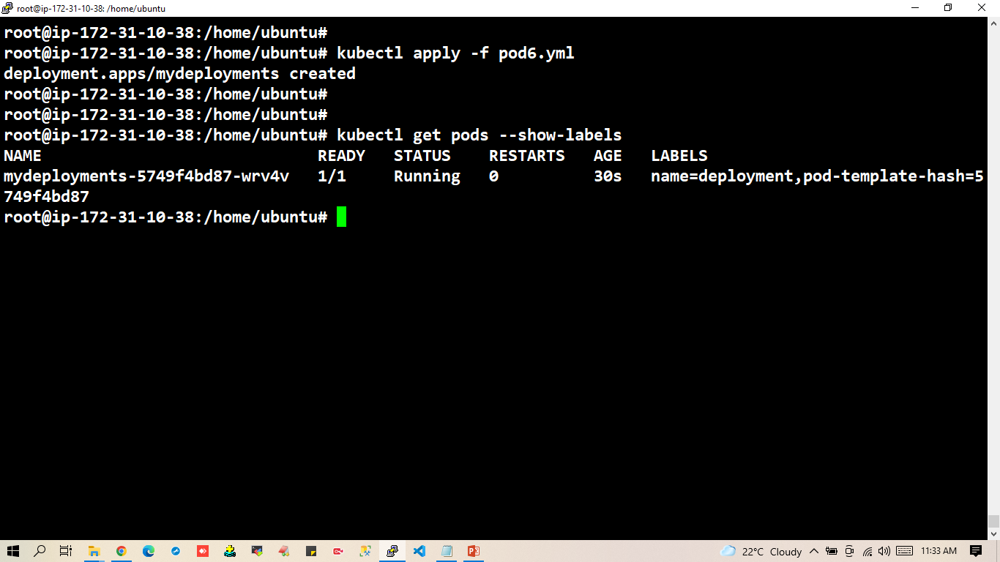 root@ip-172-31-10-38: /home/ubuntu
root@ip-172-31-10-38:/home/ubuntu#
root@ip-172-31-10-38:/home/ubuntu# kubectl apply -f pod6.yml
deployment.apps/mydeployments created
root@ip-172-31-10-38:/home/ubuntu#
root@ip-172-31-10-38:/home/ubuntu#
root@ip-172-31-10-38:/home/ubuntu# kubectl get pods --show-labels
NAME READY STATUS RESTARTS AGE LABELS
mydeployments-5749f4bd87-wrv4v 1/1 Running 0 30s name=deployment,pod-template-hash=5
749f4bd87
root@ip-172-31-10-38:/home/ubuntu#
22°C Cloudy 11:33 AM